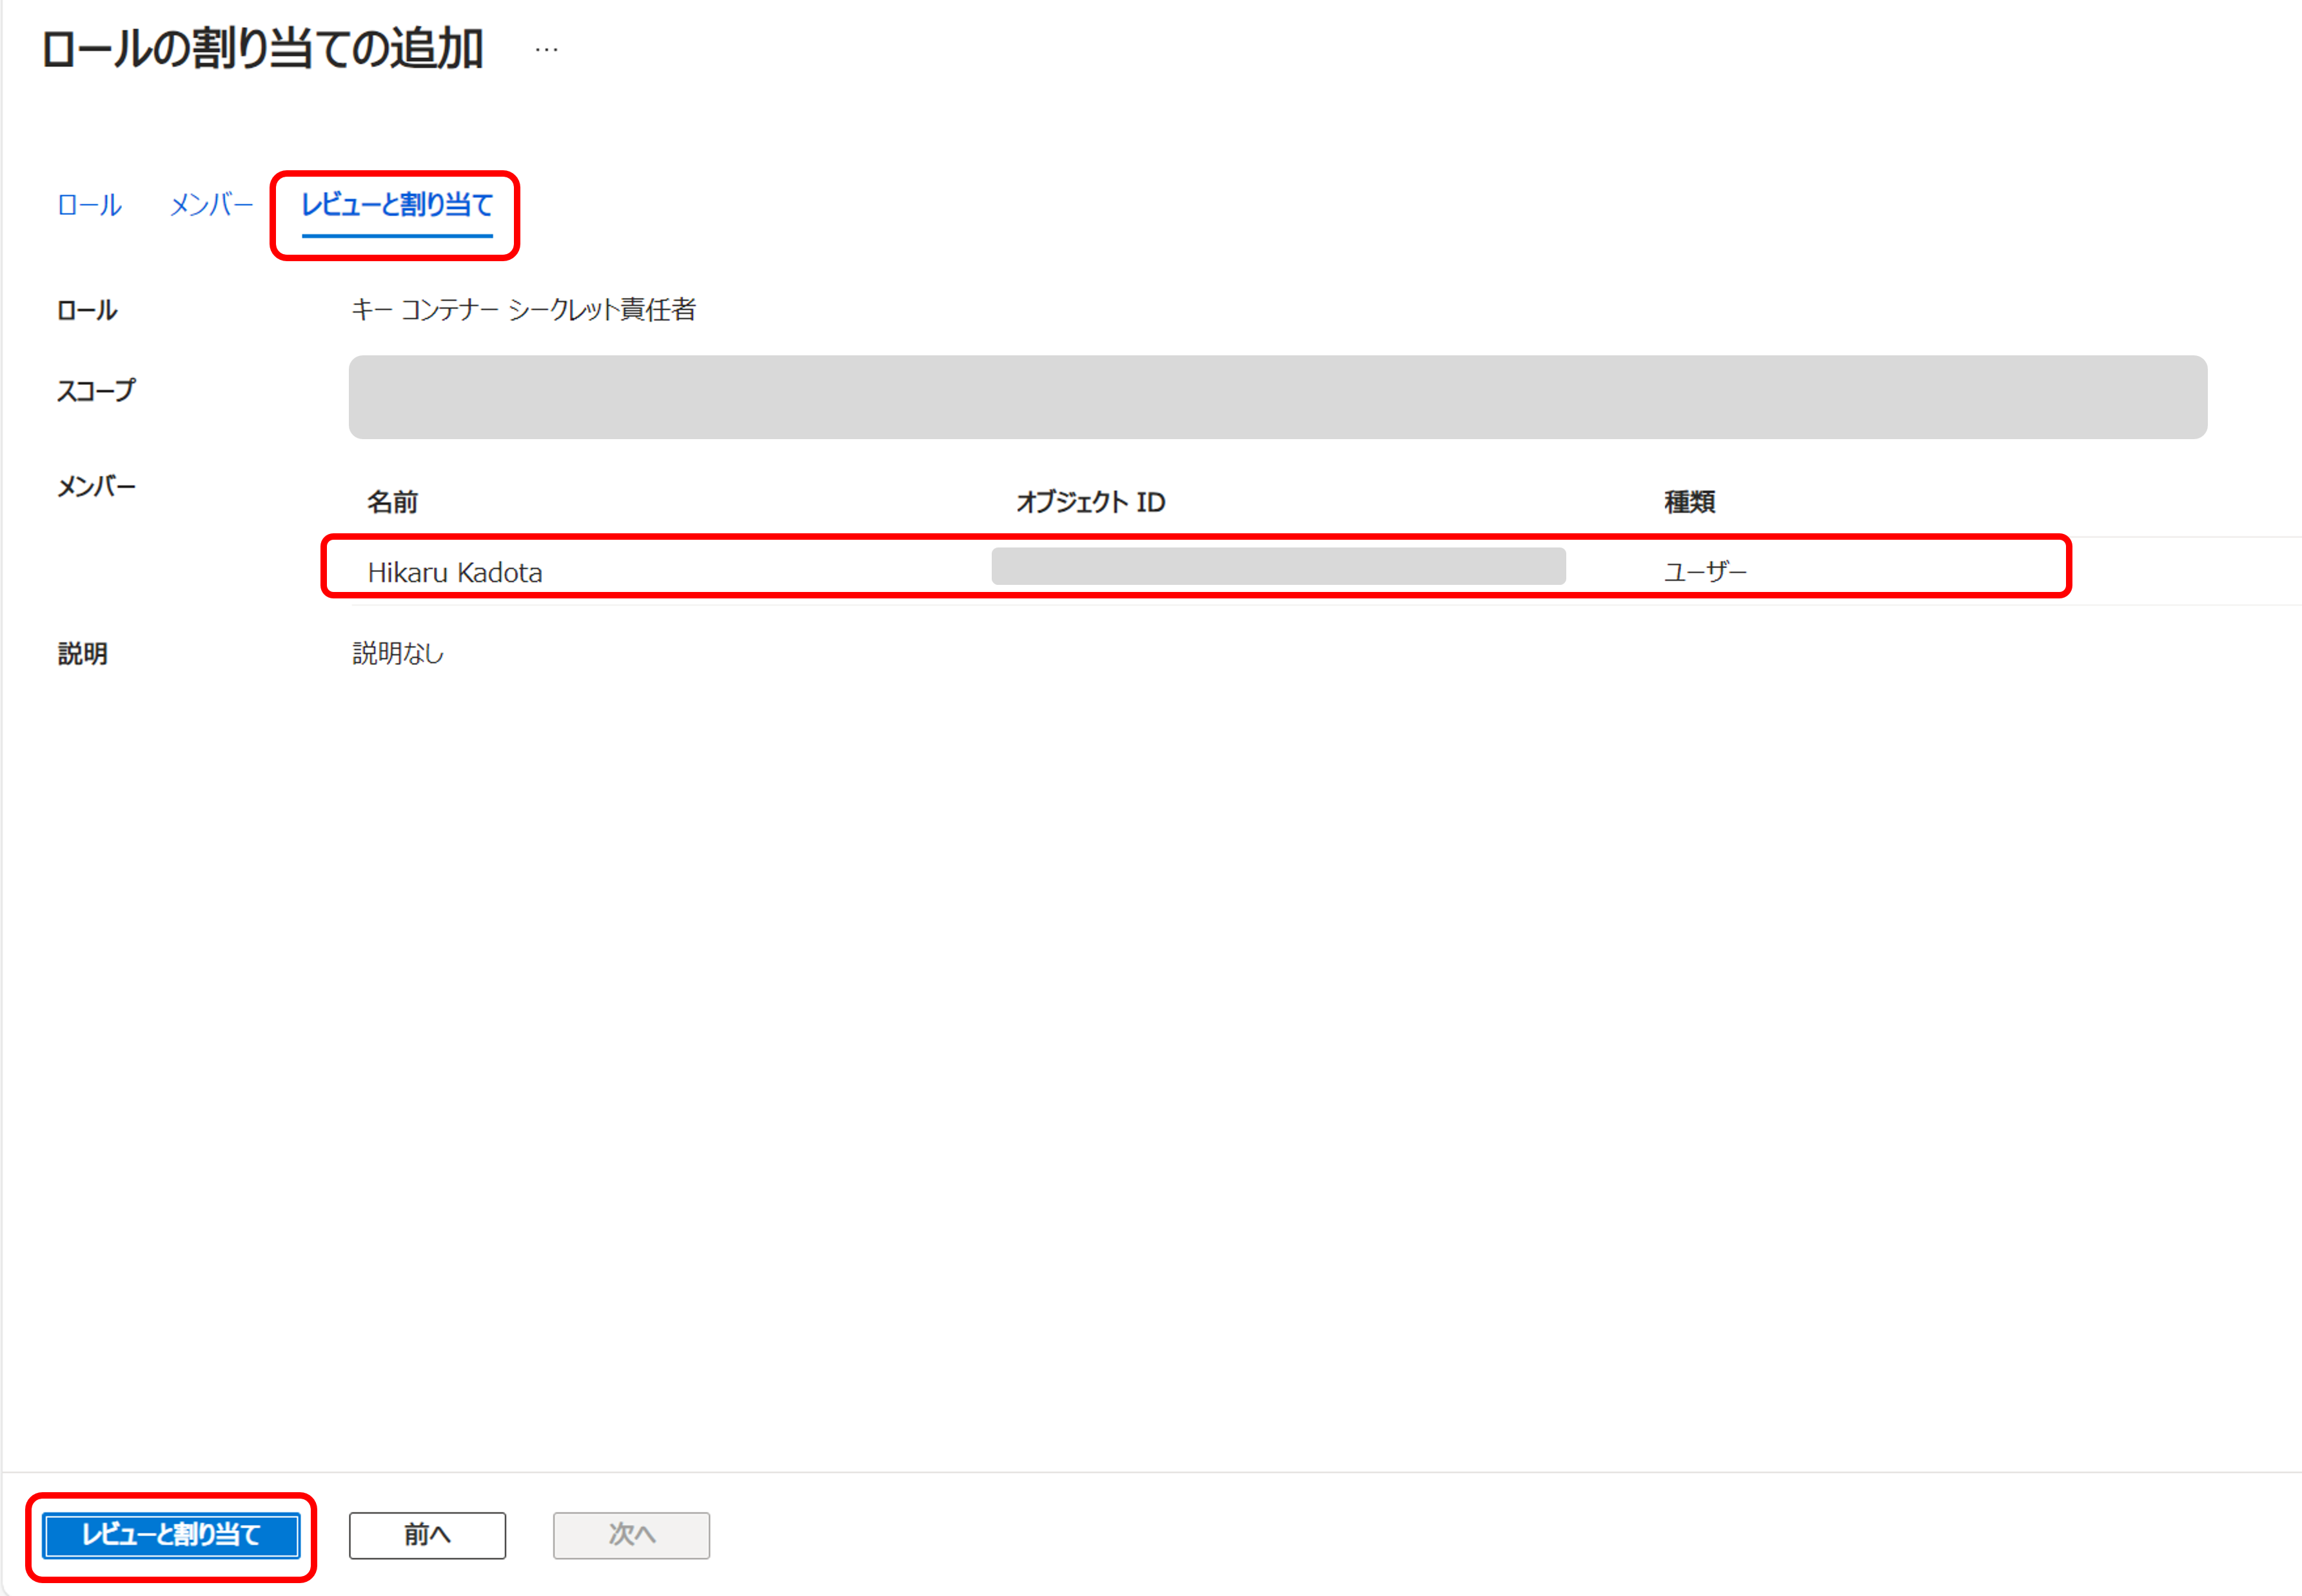 ロールの割り当ての追加 …
ロール メンバー レビューと割り当て
ロール キー コンテナー シークレット責任者
スコープ
メンバー
名前 オブジェクト ID 種類
Hikaru Kadota ユーザー
説明 説明なし
レビューと割り当て 前へ 次へ